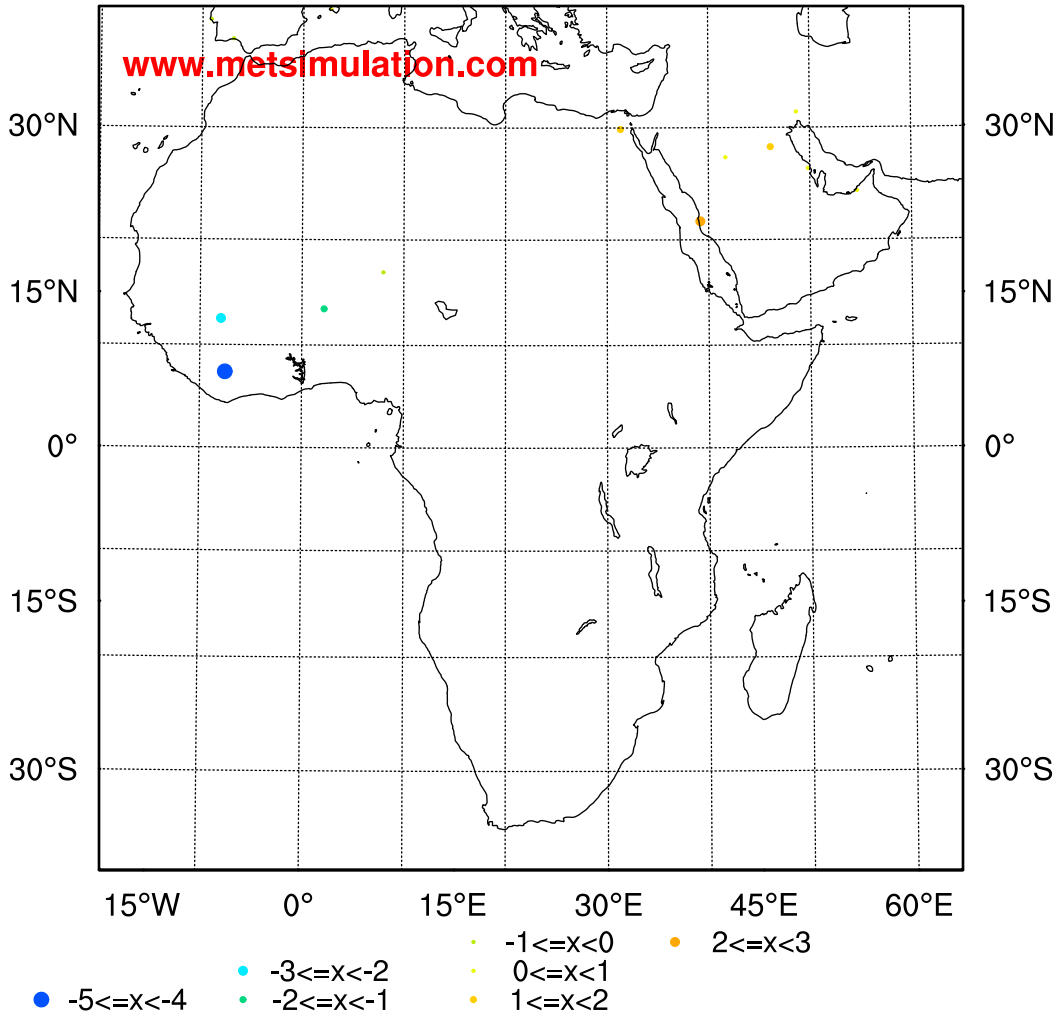 www.metsimulation.com
30°N 30°N
15°N 15°N
0° 0°
15°S 15°S
30°S 30°S
15°W 0° 15°E 30°E 45°E 60°E
-1<=x<0 2<=x<3
-3<=x<-2 0<=x<1
-5<=x<-4 -2<=x<-1 1<=x<2